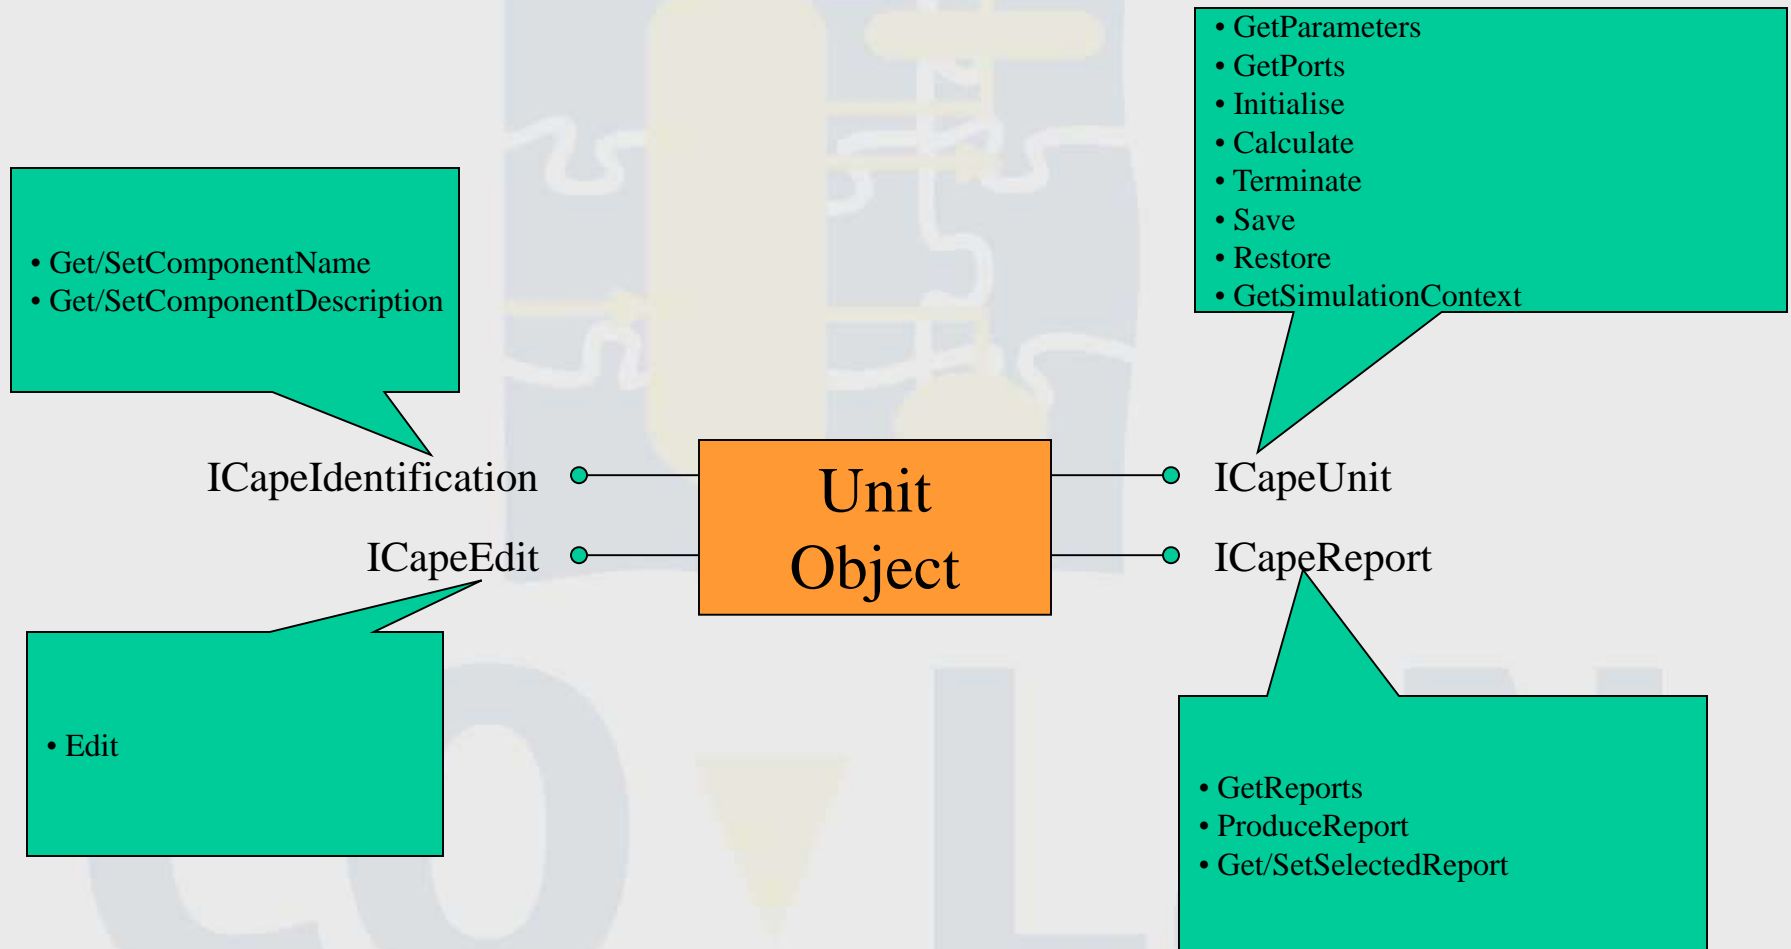 • GetParameters
• GetPorts
• Initialise
• Calculate
• Terminate
• Save
• Restore
• GetSimulationContext
• Get/SetComponentName
• Get/SetComponentDescription
ICapeIdentification
ICapeEdit
Unit
Object
ICapeUnit
ICapeReport
• Edit
• GetReports
• ProduceReport
• Get/SetSelectedReport